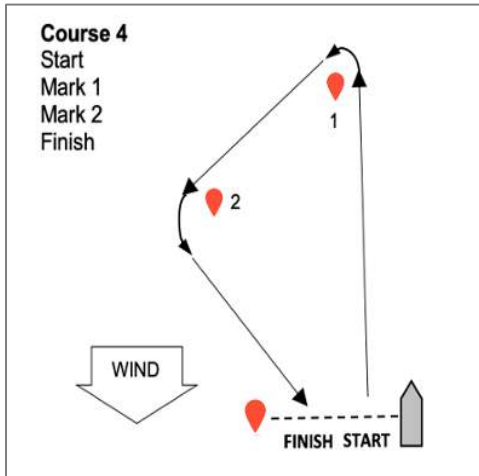 Course 4
Start
Mark 1
Mark 2
Finish
1
2
WIND
FINISH START